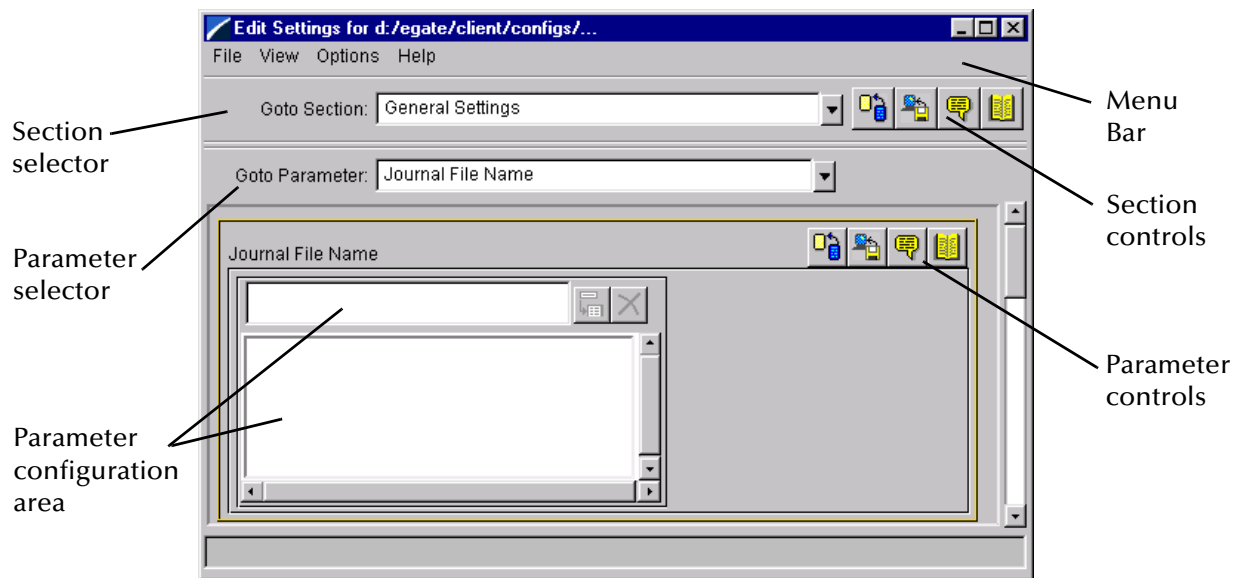 Edit Settings for d:/egate/client/configs/...
File View Options Help
Goto Section: General Settings
Menu
Bar
Section
selector
Goto Parameter: Journal File Name
Section
controls
Parameter
selector
Journal File Name
Parameter
controls
Parameter
configuration
area